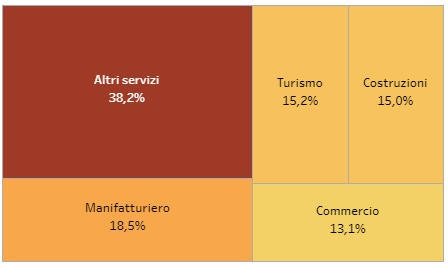 Altri servizi
38,2%
Turismo
15,2%
Costruzioni
15,0%
Manifatturiero
18,5%
Commercio
13,1%